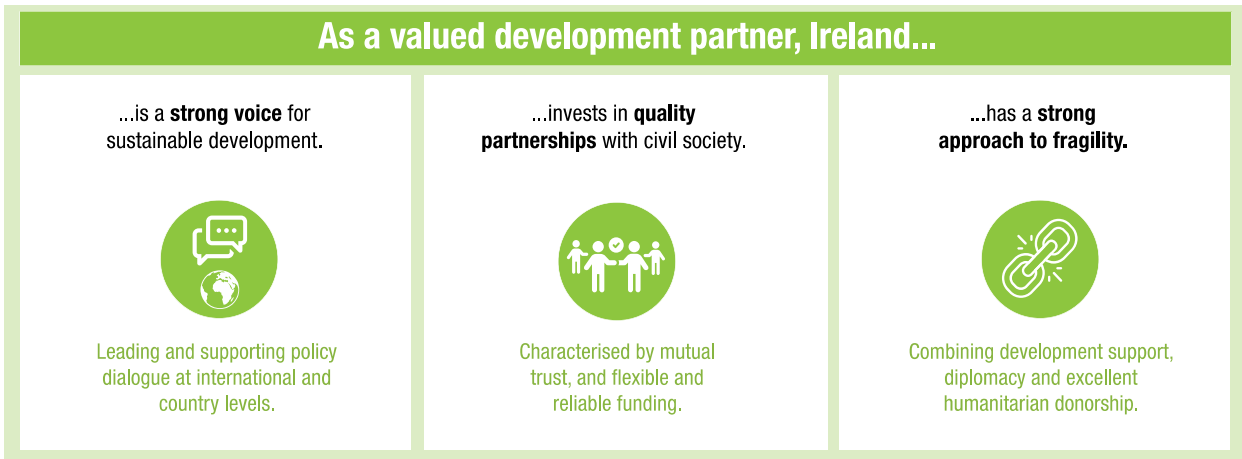 As a valued development partner, Ireland...
...is a strong voice for
sustainable development.
Leading and supporting policy
dialogue at international and
country levels.
...invests in quality
partnerships with civil society.
Characterised by mutual
trust, and flexible and
reliable funding.
...has a strong
approach to fragility.
Combining development support,
diplomacy and excellent
humanitarian donorship.